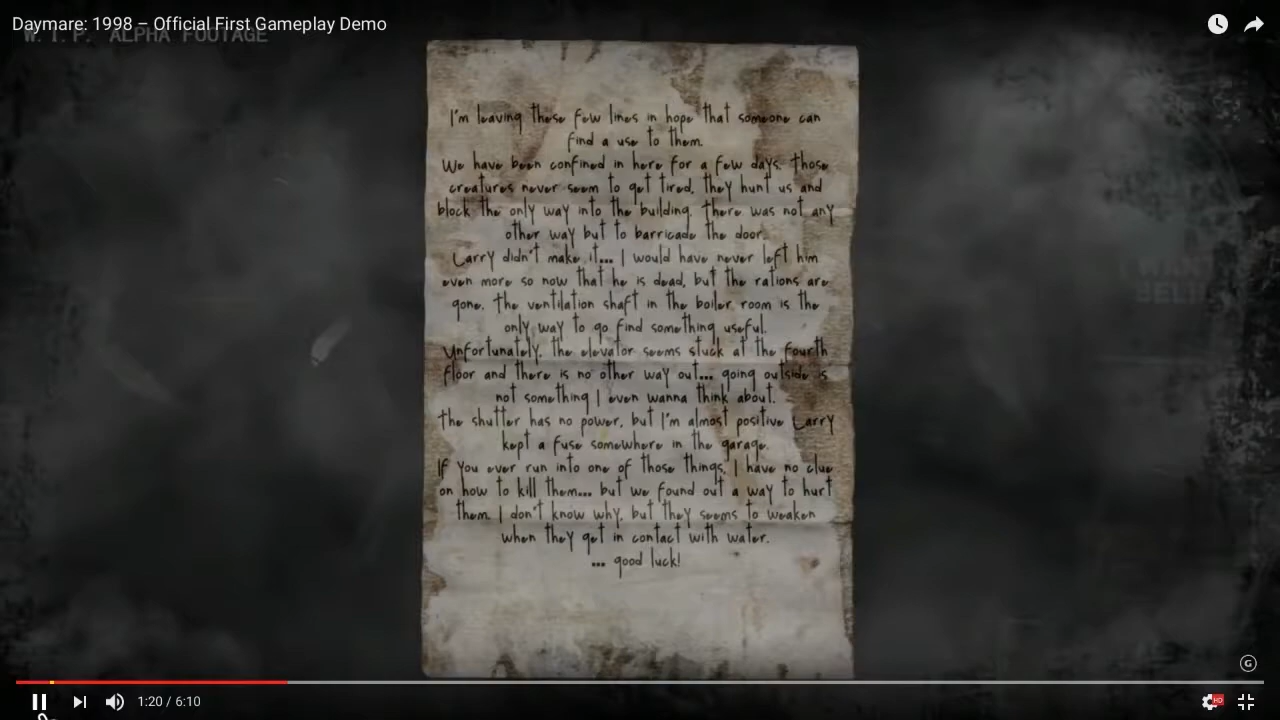 Daymare: 1998 – Official First Gameplay Demo
W.I.P. ALPHA FOOTAGE
I'm leaving these few lines in hope that someone can
find a use to them.
We have been confined in here for a few days. Those
creatures never seem to get tired, they hunt us and
block the only way into the building. There was not any
other way but to barricade the door.
Larry didn't make it... I would have never left him
even more so now that he is dead, but the rations are
gone. The ventilation shaft in the boiler room is the
only way to go find something useful.
Unfortunately, the elevator seems stuck at the fourth
floor and there is no other way out... going outside is
not something I even wanna think about.
The shutter has no power, but I'm almost positive Larry
kept a fuse somewhere in the garage.
If you ever run into one of those things, I have no clue
on how to kill them... but we found out a way to hurt
them. I don't know why, but they seems to weaken
when they get in contact with water.
... good luck!
G
1:20 / 6:10
HD